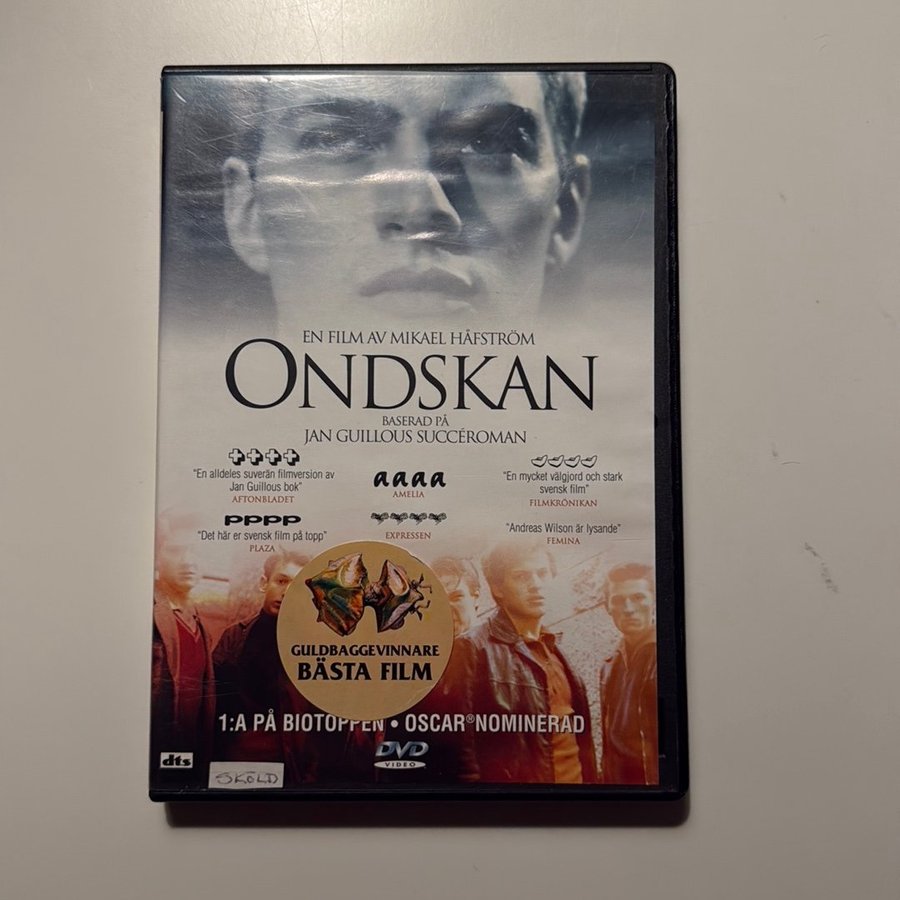 EN FILM AV MIKAEL HÅFSTRÖM
ONDSKAN
BASERAD PÅ
JAN GUILLOUS SUCCÉROMAN
"En alldeles suverän filmversion av
Jan Guillous bok"
AFTONBLADET
aaaa
AMELIA
"En mycket välgjord och stark
svensk film"
FILMKRÖNIKAN
PPPP
"Det här er svensk film på topp"
PLAZA
EXPRESSEN
"Andreas Wilson är lysande"
FEMINA
GULDBAGGEVINNARE
BÄSTA FILM
1:A PÅ BIOTOPPEN • OSCAR® NOMINERAD
DVD
VIDEO
dts
SKÖLD